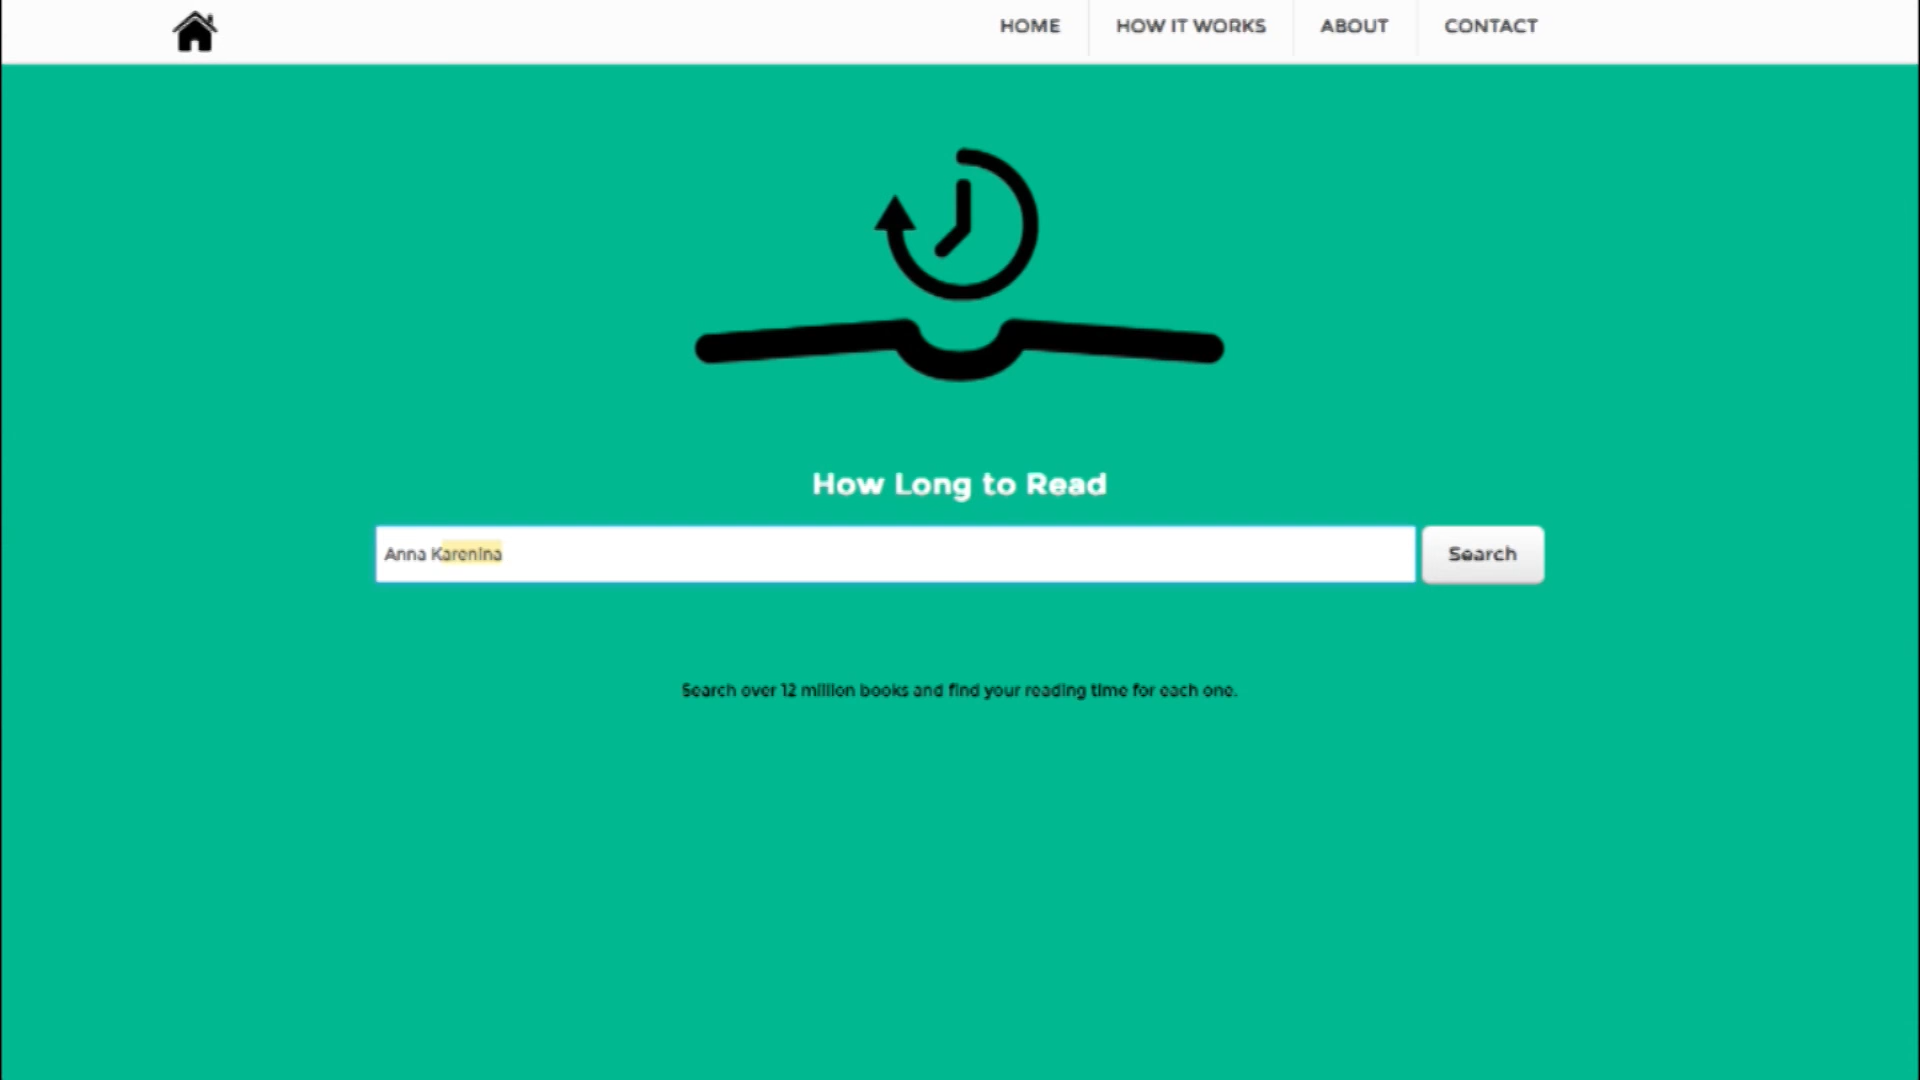 HOME HOW IT WORKS ABOUT CONTACT
How Long to Read
Anna Karenina
Search
Search over 12 million books and find your reading time for each one.